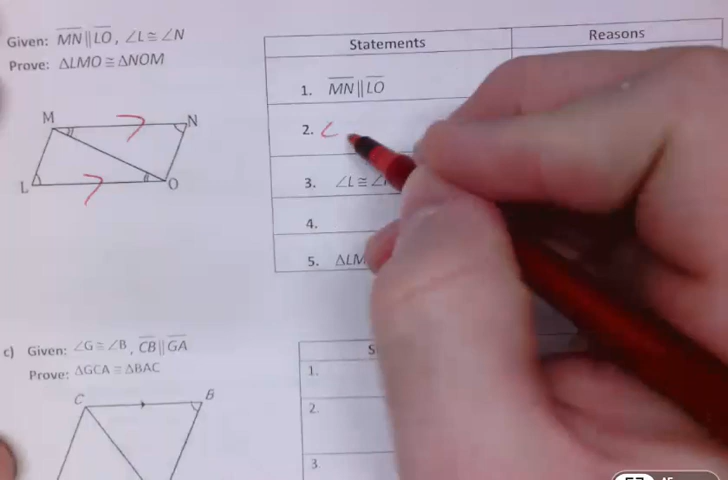 Given: MN || LO, ∠L ≅ ∠N
Prove: ΔLMO ≅ ΔNOM
M
N
L
O
Statements
Reasons
1. MN || LO
2. ∠
3. ∠L ≅ ∠
4.
5. ΔLM
c) Given: ∠G ≅ ∠B, CB || GA
Prove: ΔGCA ≅ ΔBAC
C
B
1.
2.
3.